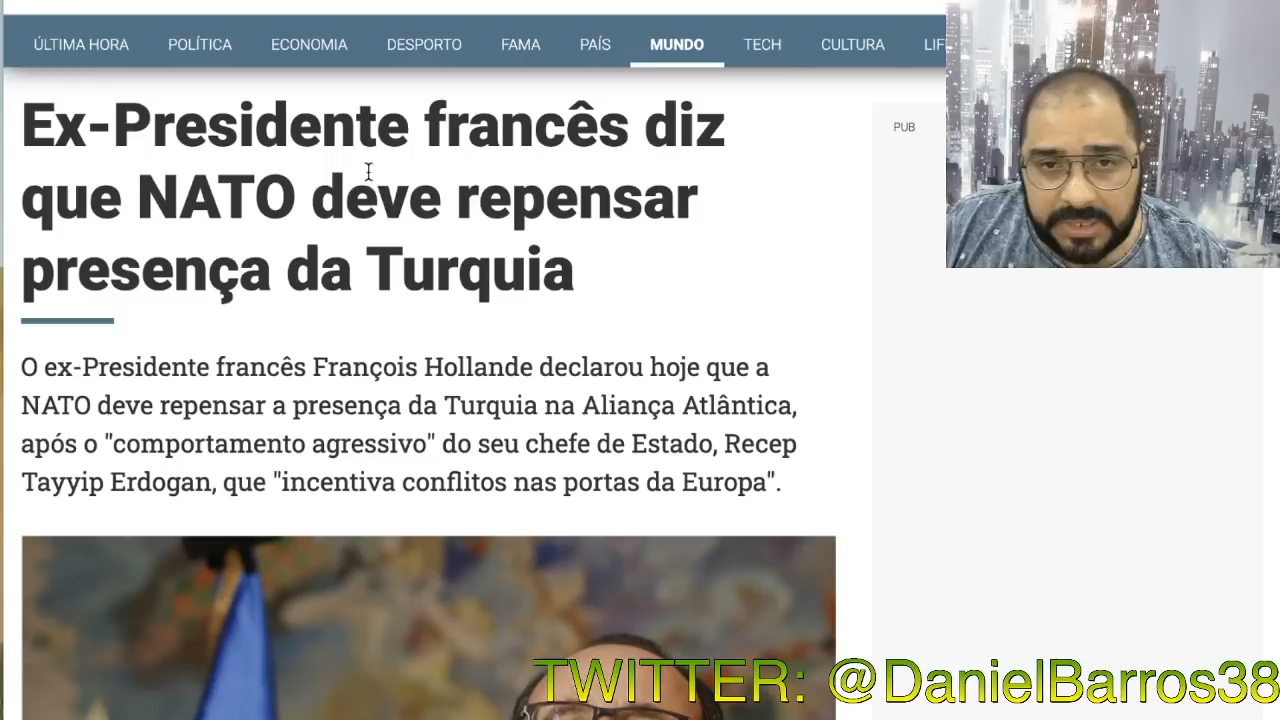 ÚLTIMA HORA POLÍTICA ECONOMIA DESPORTO FAMA PAÍS MUNDO TECH CULTURA
Ex-Presidente francês diz
que NATO deve repensar
presença da Turquia
PUB
O ex-Presidente francês François Hollande declarou hoje que a
NATO deve repensar a presença da Turquia na Aliança Atlântica,
após o "comportamento agressivo" do seu chefe de Estado, Recep
Tayyip Erdogan, que "incentiva conflitos nas portas da Europa".
TWITTER: @DanielBarros38